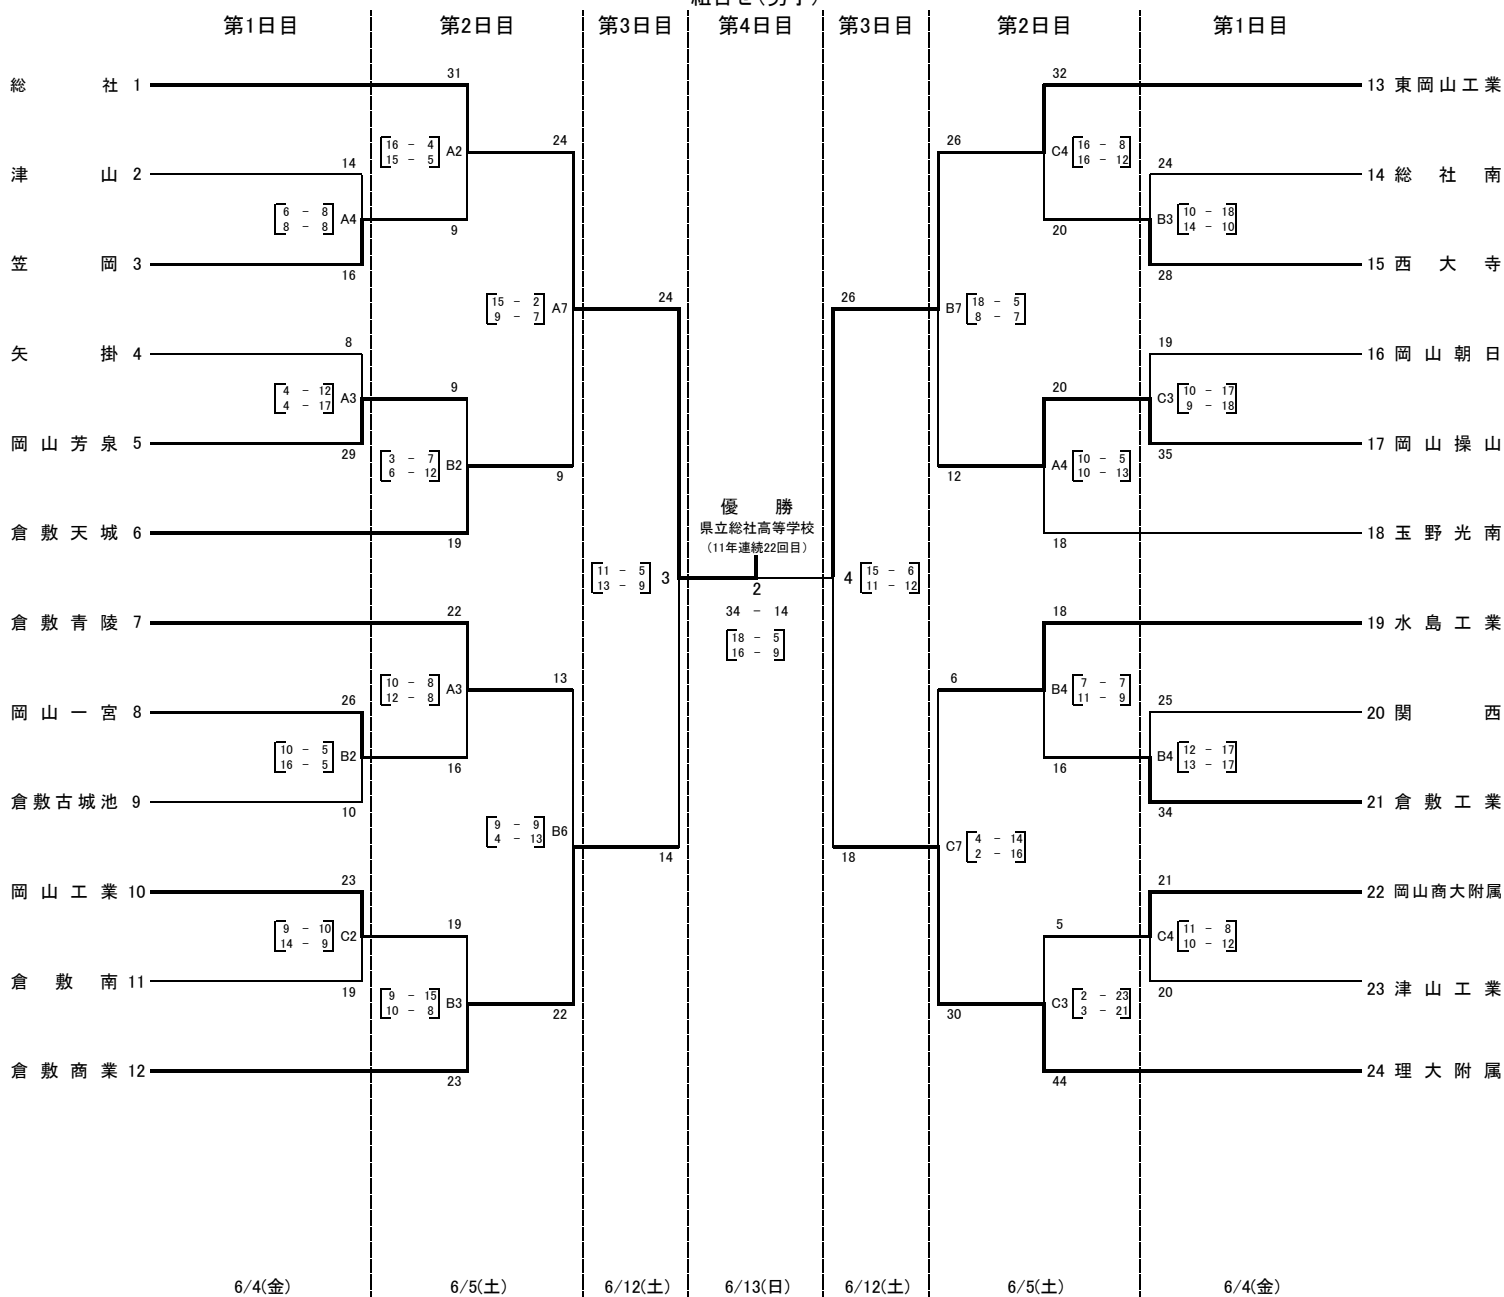 組合せ(男子)
第1日目 第2日目 第3日目 第4日目 第3日目 第2日目 第1日目
31 32
総社 1 13 東岡山工業
16 - 4 A2 24 26 C4 16 - 8
15 - 5 16 - 12
14 24
津山 2 14 総社南
6 - 8 A4 B3 10 - 18
8 - 8 14 - 10
9 20
笠岡 3 15 西大寺
16 28
15 - 2 A7 24 26 B7 18 - 5
9 - 7 8 - 7
8 19
矢掛 4 16 岡山朝日
4 - 12 A3 9 20 C3 10 - 17
4 - 17 9 - 18
岡山芳泉 5 17 岡山操山
29 35
3 - 7 B2 A4 10 - 5
6 - 12 10 - 13
9 12
優勝
県立総社高等学校
(11年連続22回目)
倉敷天城 6 18 玉野光南
19 18
11 - 5 3 2 4 15 - 6
13 - 9 11 - 12
34 - 14
22 18
倉敷青陵 7 19 水島工業
18 - 5
16 - 9
10 - 8 A3 13 6 B4 7 - 7
12 - 8 11 - 9
26 25
岡山一宮 8 20 関西
10 - 5 B2 B4 12 - 17
16 - 5 13 - 17
16 16
倉敷古城池 9 21 倉敷工業
10 34
9 - 9 B6 14 18 C7 4 - 14
4 - 13 2 - 16
23 21
岡山工業 10 22 岡山商大附属
9 - 10 C2 19 5 C4 11 - 8
14 - 9 10 - 12
倉敷南 11 23 津山工業
19 20
9 - 15 B3 C3 2 - 23
10 - 8 3 - 21
22 30
倉敷商業 12 24 理大附属
23 44
6/4(金) 6/5(土) 6/12(土) 6/13(日) 6/12(土) 6/5(土) 6/4(金)